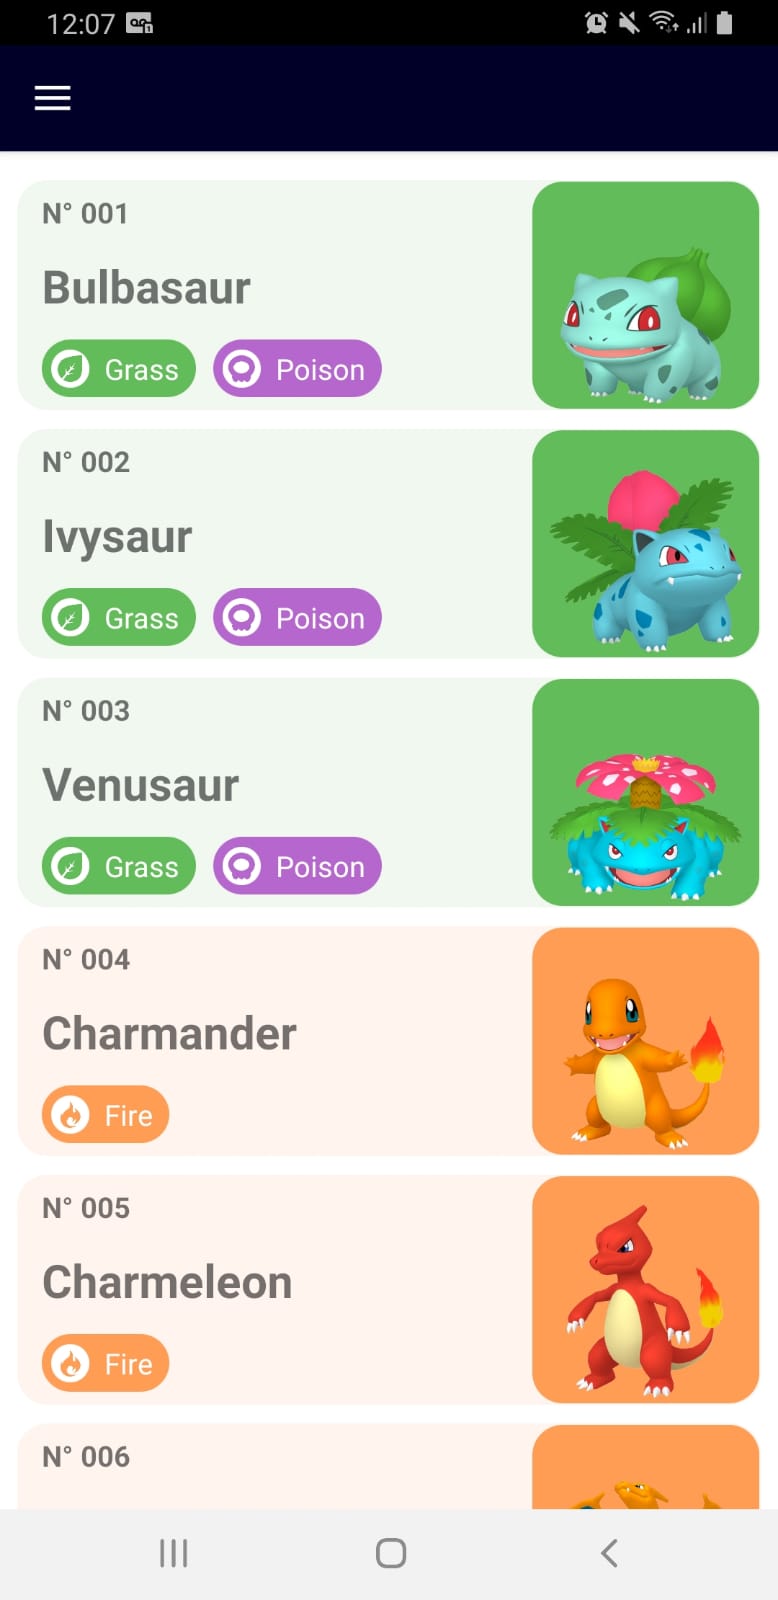 12:07
N° 001
Bulbasaur
Grass Poison
N° 002
Ivysaur
Grass Poison
N° 003
Venusaur
Grass Poison
N° 004
Charmander
Fire
N° 005
Charmeleon
Fire
N° 006